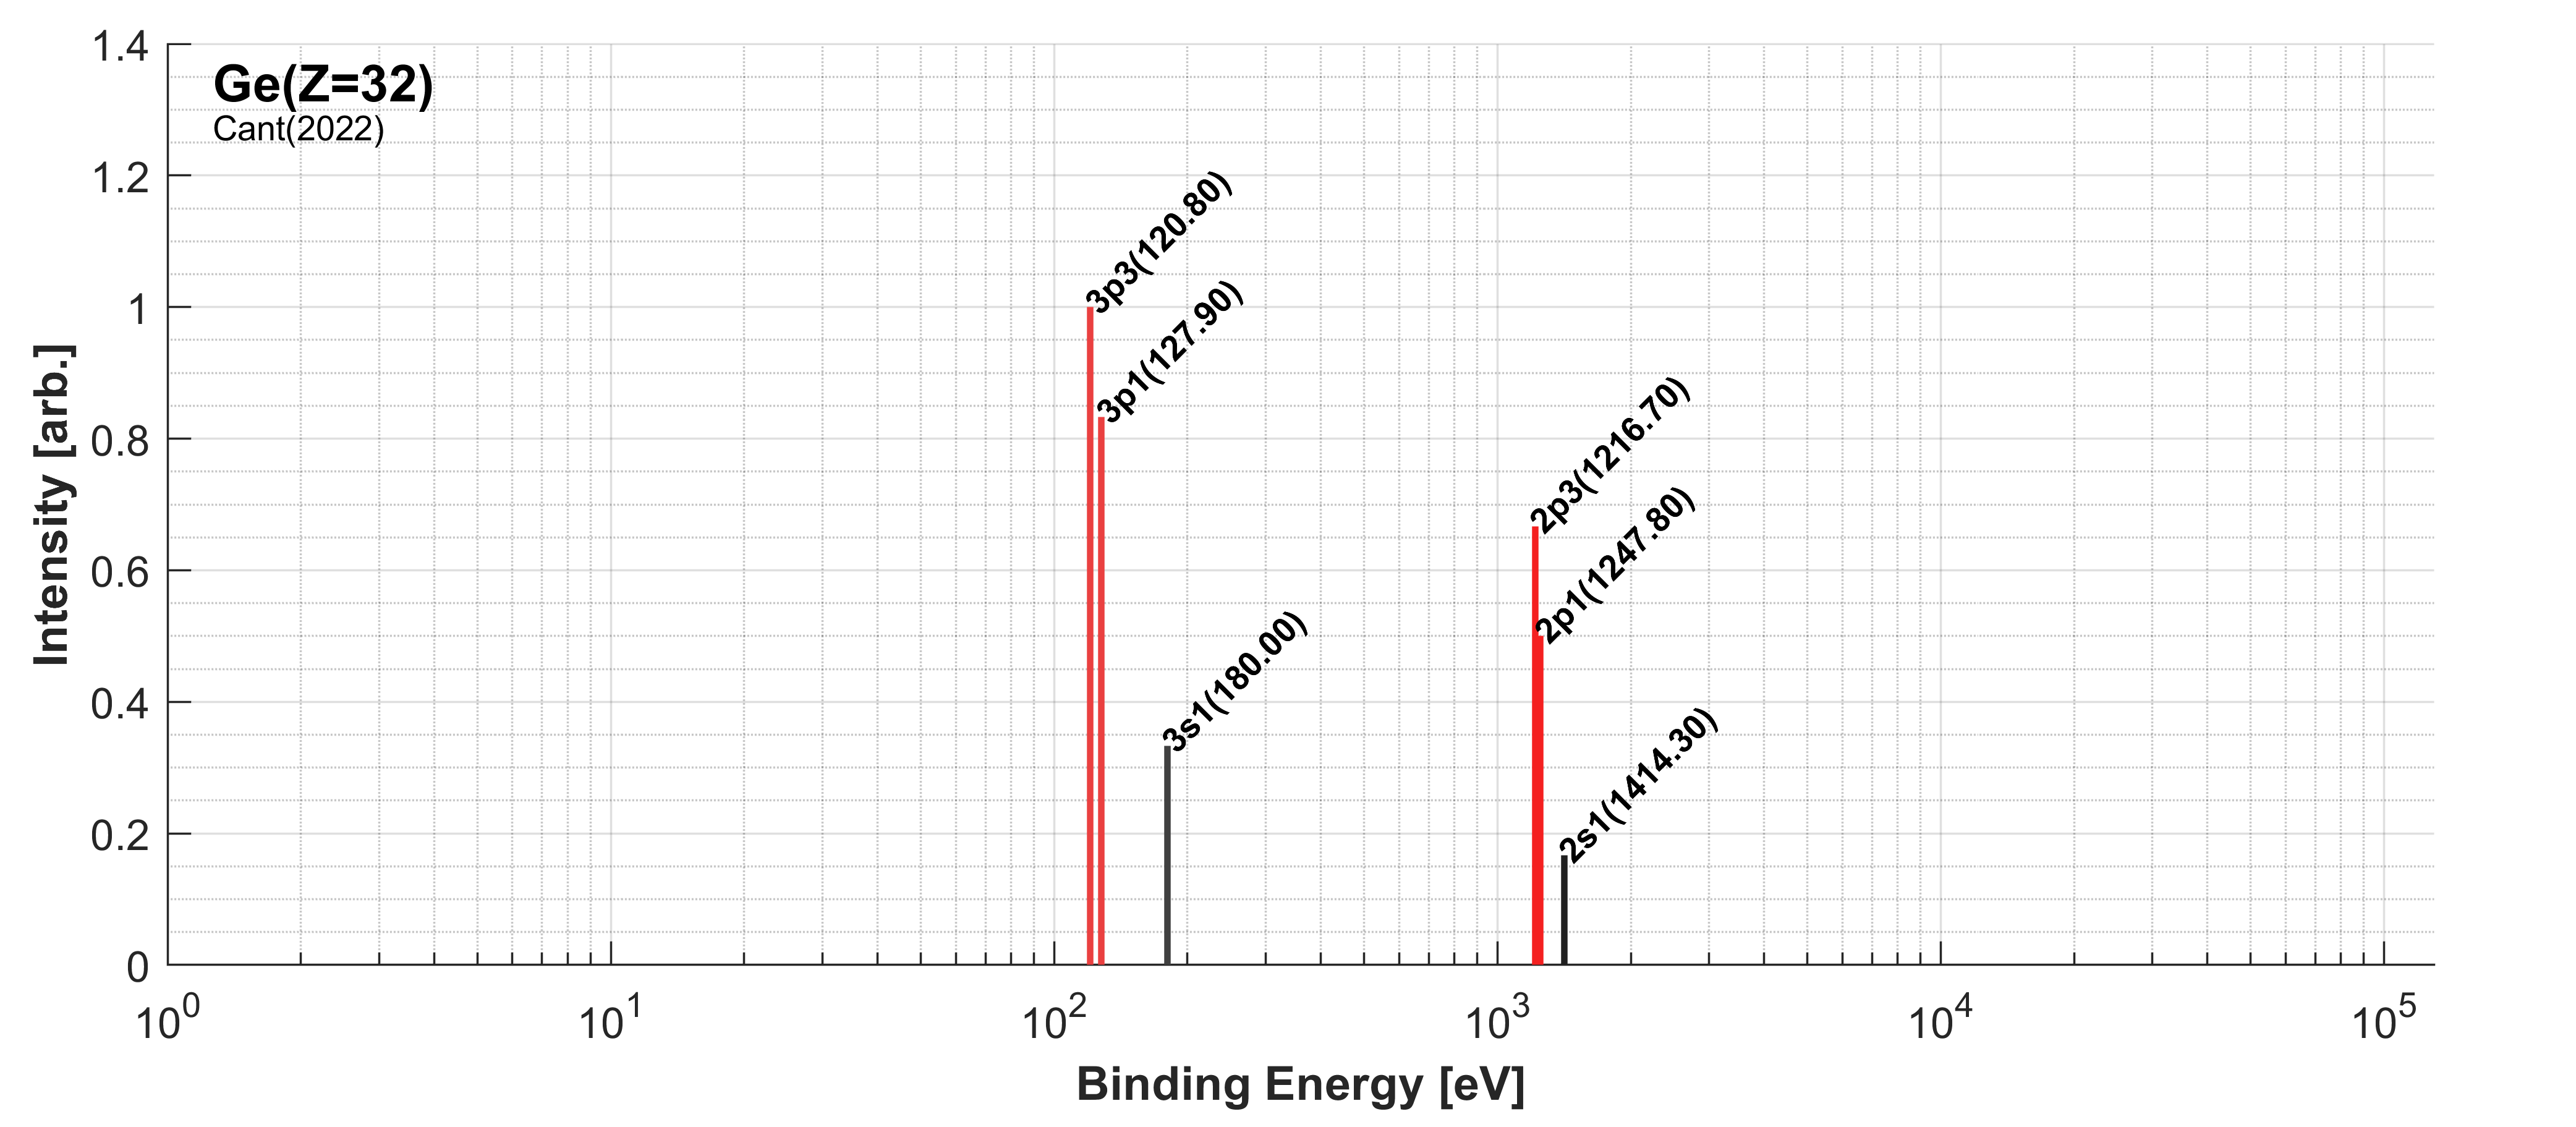 Ge(Z=32)
Cant(2022)
Intensity [arb.]
1.4
1.2
1
0.8
0.6
0.4
0.2
0
3p3(120.80)
3p1(127.90)
3s1(180.00)
2p3(1216.70)
2p1(1247.80)
2s1(1414.30)
10^0 10^1 10^2 10^3 10^4 10^5
Binding Energy [eV]